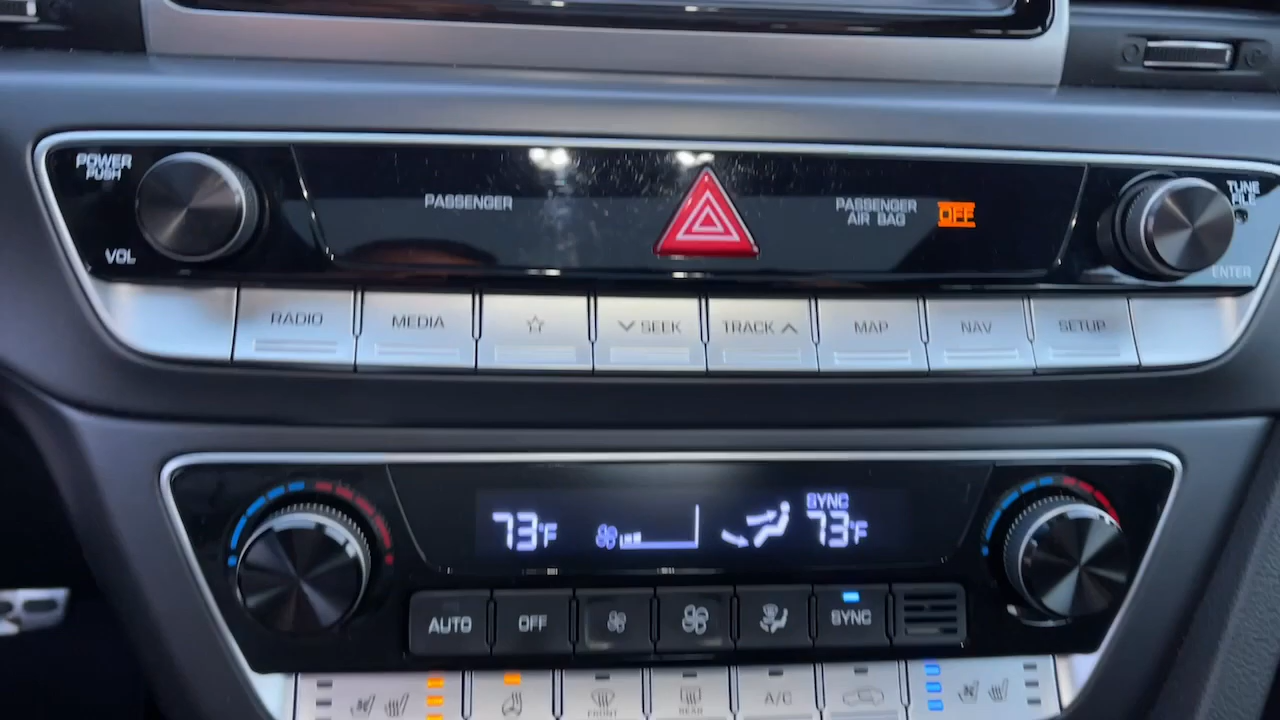 POWER
PUSH
VOL
PASSENGER
PASSENGER
AIR BAG
OFF
TUNE
FILE
ENTER
RADIO
MEDIA
SEEK
TRACK
MAP
NAV
SETUP
73°F
SYNC
73°F
AUTO
OFF
SYNC
FRONT
REAR
A/C